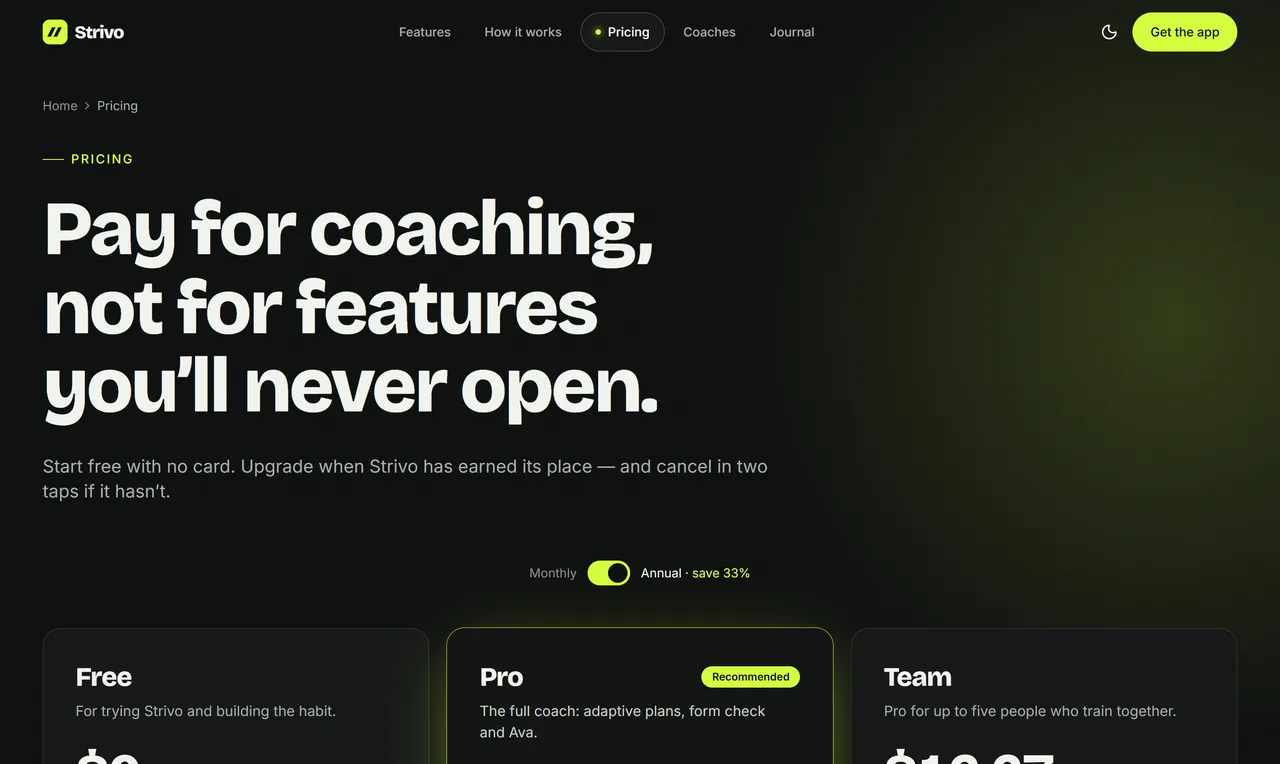 Strivo
Features
How it works
Pricing
Coaches
Journal
Get the app
Home
Pricing
PRICING
Pay for coaching,
not for features
you’ll never open.
Start free with no card. Upgrade when Strivo has earned its place — and cancel in two
taps if it hasn’t.
Monthly
Annual · save 33%
Free
For trying Strivo and building the habit.
Pro
Recommended
The full coach: adaptive plans, form check
and Ava.
Team
Pro for up to five people who train together.